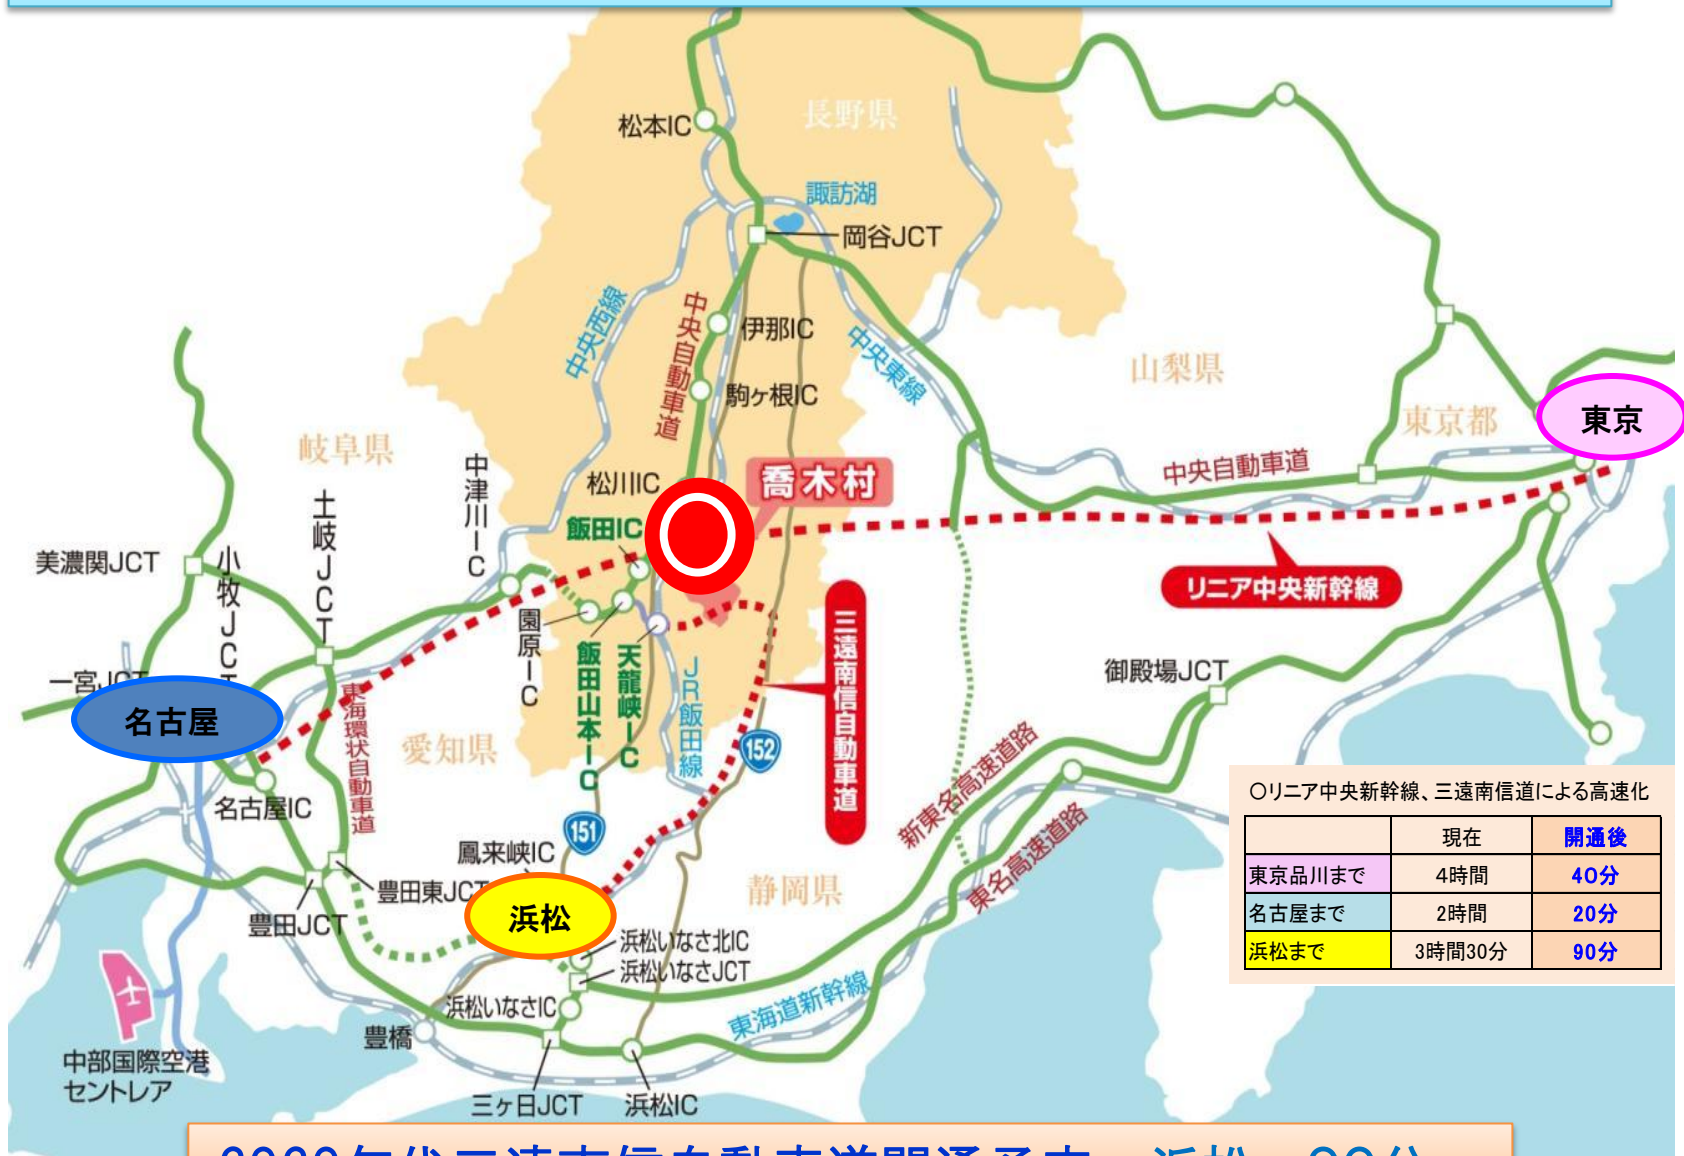 長野県
松本IC
諏訪湖
岡谷JCT
中央西線
中央自動車道
伊那IC
中央東線
駒ヶ根IC
山梨県
東京都
東京
岐阜県
中津川IC
松川IC
喬木村
中央自動車道
土岐JCT
飯田IC
美濃関JCT
小牧JCT
リニア中央新幹線
園原IC
飯田山本IC
天龍峡IC
JR飯田線
三遠南信自動車道
御殿場JCT
一宮JCT
名古屋
東海環状自動車道
愛知県
152
新東名高速道路
名古屋IC
151
東名高速道路
鳳来峡IC
静岡県
豊田東JCT
浜松
豊田JCT
浜松いなさ北IC
浜松いなさJCT
浜松いなさIC
東海道新幹線
豊橋
中部国際空港
セントレア
三ヶ日JCT
浜松IC
○リニア中央新幹線、三遠南信道による高速化
現在 開通後
東京品川まで 4時間 40分
名古屋まで 2時間 20分
浜松まで 3時間30分 90分